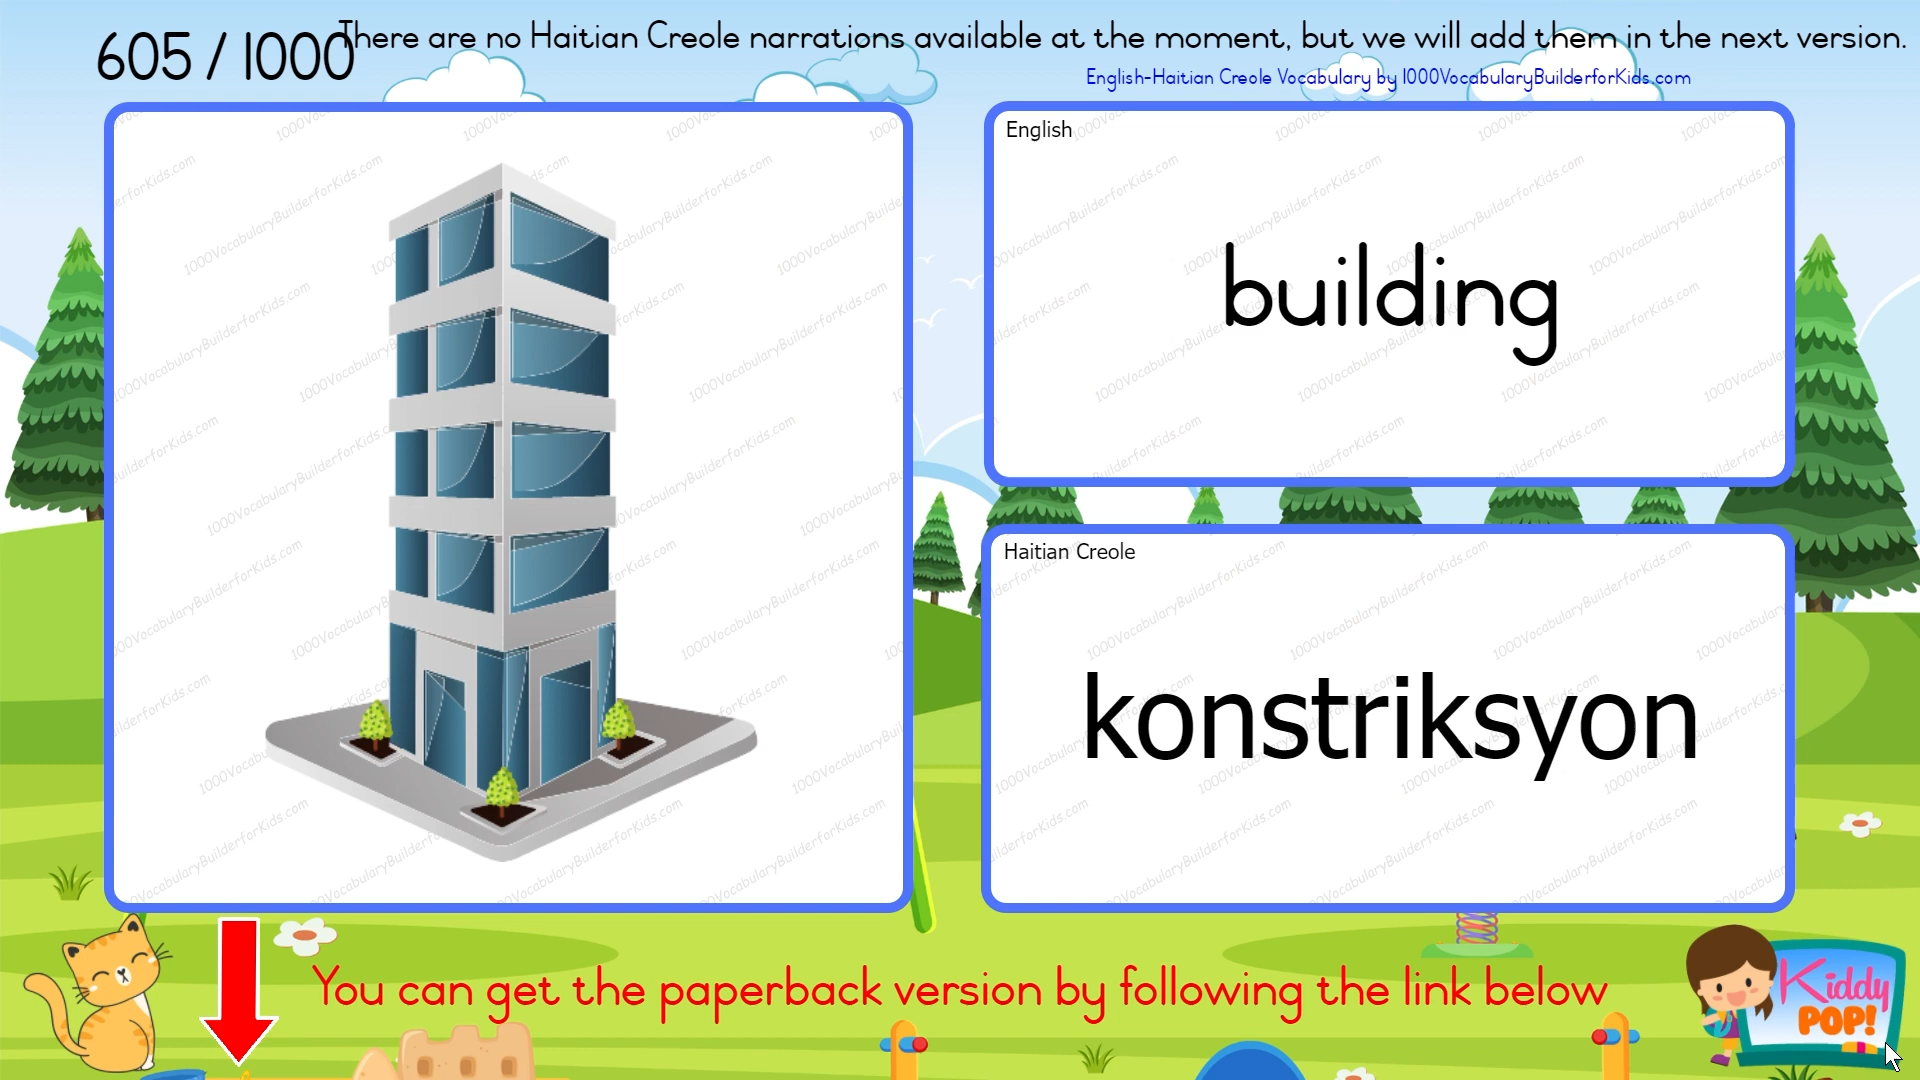 605 / 1000
There are no Haitian Creole narrations available at the moment, but we will add them in the next version.
English-Haitian Creole Vocabulary by 1000VocabularyBuilderforKids.com
English
building
Haitian Creole
konstriksyon
1000VocabularyBuilderforKids.com
You can get the paperback version by following the link below
Kiddy
POP!